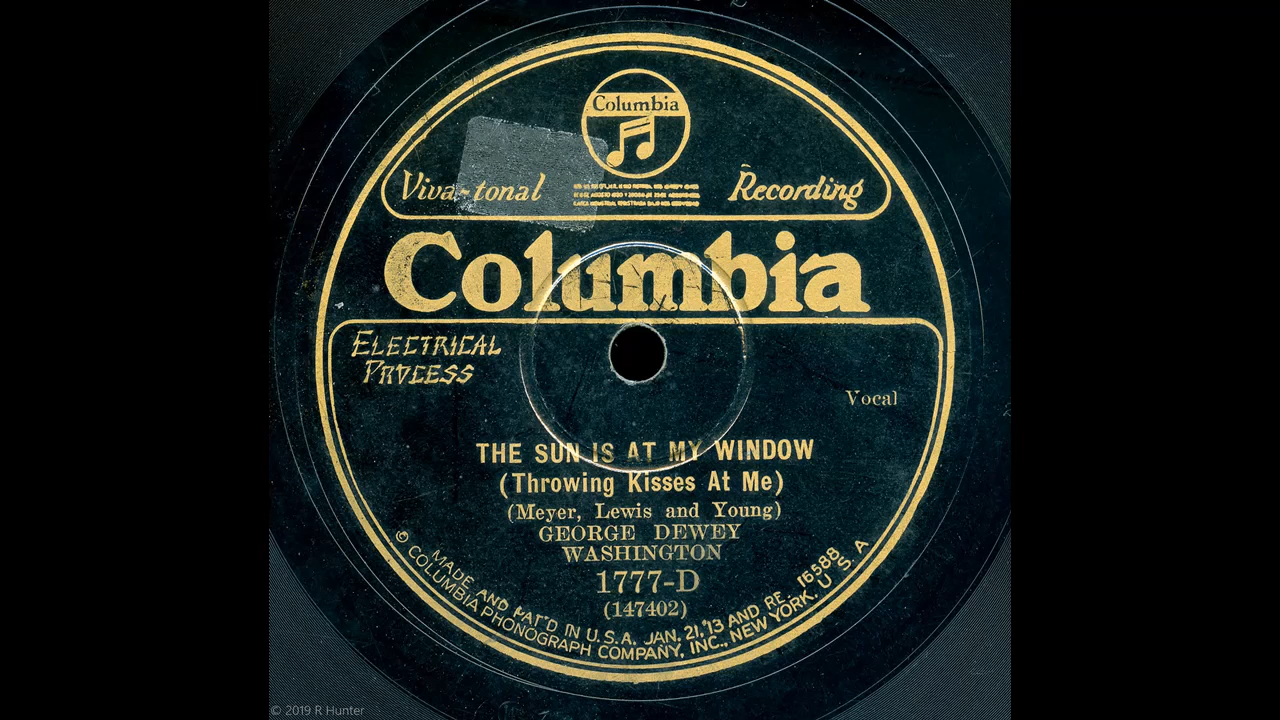 Columbia
Viva-tonal Recording
Columbia
ELECTRICAL
PROCESS
Vocal
THE SUN IS AT MY WINDOW
(Throwing Kisses At Me)
(Meyer, Lewis and Young)
GEORGE DEWEY
WASHINGTON
1777-D
(147402)
MADE AND PAT'D IN U.S.A. JAN. 21,'13 AND RE. 16588
© COLUMBIA PHONOGRAPH COMPANY, INC., NEW YORK, U. S. A
© 2019 R Hunter